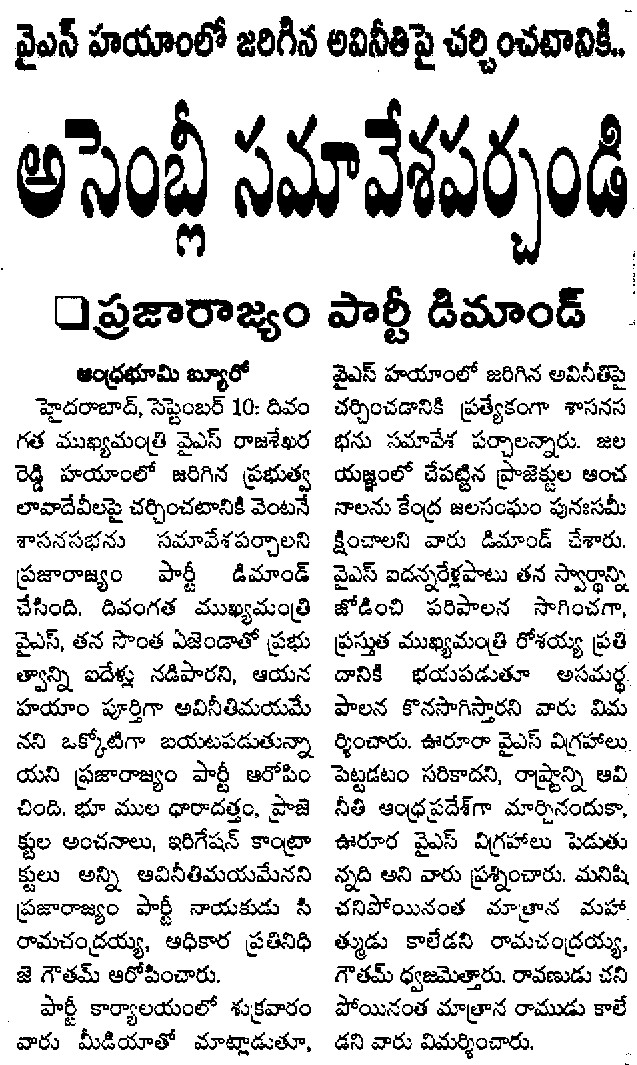 వైఎస్ హయాంలో జరిగిన అవినీతిపై చర్చించటానికి..
అసెంబ్లీ సమావేశపర్చండి
❏ప్రజారాజ్యం పార్టీ డిమాండ్
ఆంధ్రభూమి బ్యూరో
హైదరాబాద్, సెప్టెంబర్ 10: దివం
గత ముఖ్యమంత్రి వైఎస్ రాజశేఖర
రెడ్డి హయాంలో జరిగిన ప్రభుత్వ
లావాదేవీలపై చర్చించటానికి వెంటనే
శాసనసభను సమావేశపర్చాలని
ప్రజారాజ్యం పార్టీ డిమాండ్
చేసింది. దివంగత ముఖ్యమంత్రి
వైఎస్, తన సొంత ఏజెండాతో ప్రభు
త్వాన్ని ఐదేళ్లు నడిపారని, ఆయన
హయాం పూర్తిగా అవినీతిమయమే
నని ఒక్కోటిగా బయటపడుతున్నా
యని ప్రజారాజ్యం పార్టీ ఆరోపిం
చింది. భూ ముల ధారాదత్తం, ప్రాజె
క్టుల అంచనాలు, ఇరిగేషన్ కాంట్రా
క్టులు అన్ని అవినీతిమయమేనని
ప్రజారాజ్యం పార్టీ నాయకుడు సి
రామచంద్రయ్య, అధికార ప్రతినిధి
జె గౌతమ్ ఆరోపించారు.
పార్టీ కార్యాలయంలో శుక్రవారం
వారు మీడియాతో మాట్లాడుతూ,
వైఎస్ హయాంలో జరిగిన అవినీతిపై
చర్చించడానికి ప్రత్యేకంగా శాసనస
భను సమావేశ పర్చాలన్నారు. జల
యజ్ఞంలో చేపట్టిన ప్రాజెక్టుల అంచ
నాలను కేంద్ర జలసంఘం పునఃసమీ
క్షించాలని వారు డిమాండ్ చేశారు.
వైఎస్ ఐదన్నరేళ్లపాటు తన స్వార్థాన్ని
జోడించి పరిపాలన సాగించగా,
ప్రస్తుత ముఖ్యమంత్రి రోశయ్య ప్రతి
దానికి భయపడుతూ అసమర్థ
పాలన కొనసాగిస్తారని వారు విమ
ర్శించారు. ఊరూరా వైఎస్ విగ్రహాలు
పెట్టడటం సరికాదని, రాష్ట్రాన్ని అవి
నీతి ఆంధ్రప్రదేశ్‌గా మార్చినందుకా,
ఊరూర వైఎస్ విగ్రహాలు పెడుతు
న్నది అని వారు ప్రశ్నించారు. మనిషి
చనిపోయినంత మాత్రాన మహా
త్ముడు కాలేడని రామచంద్రయ్య,
గౌతమ్ ధ్వజమెత్తారు. రావణుడు చని
పోయినంత మాత్రాన రాముడు కాలే
డని వారు విమర్శించారు.